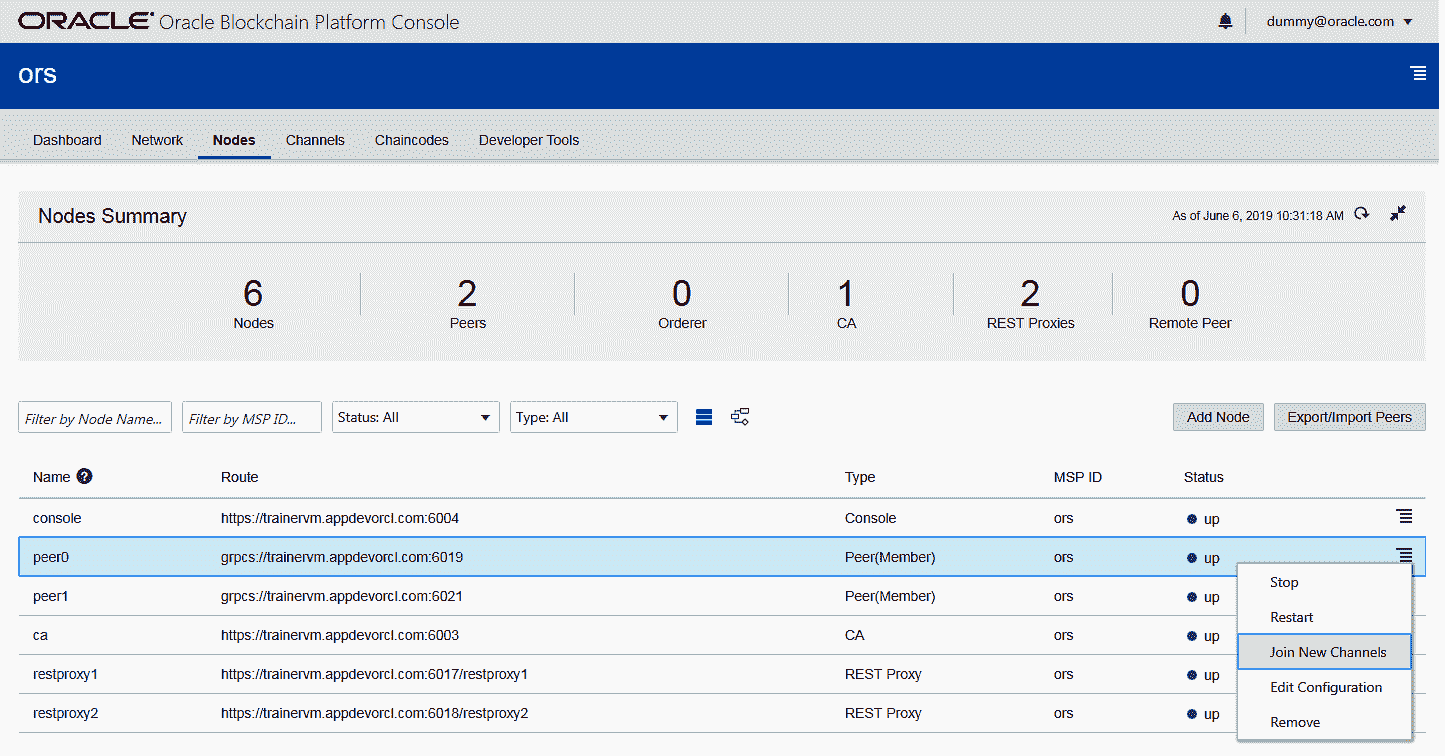 ORACLE® Oracle Blockchain Platform Console dummy@oracle.com
ors
Dashboard Network Nodes Channels Chaincodes Developer Tools
Nodes Summary As of June 6, 2019 10:31:18 AM
6 2 0 1 2 0
Nodes Peers Orderer CA REST Proxies Remote Peer
Filter by Node Name... Filter by MSP ID... Status: All Type: All Add Node Export/Import Peers
Name ? Route Type MSP ID Status
console https://trainervm.appdevorcl.com:6004 Console ors up
peer0 grpcs://trainervm.appdevorcl.com:6019 Peer(Member) ors up
Stop
peer1 grpcs://trainervm.appdevorcl.com:6021 Peer(Member) ors up
Restart
ca https://trainervm.appdevorcl.com:6003 CA ors up
Join New Channels
restproxy1 https://trainervm.appdevorcl.com:6017/restproxy1 REST Proxy ors up
Edit Configuration
restproxy2 https://trainervm.appdevorcl.com:6018/restproxy2 REST Proxy ors up
Remove